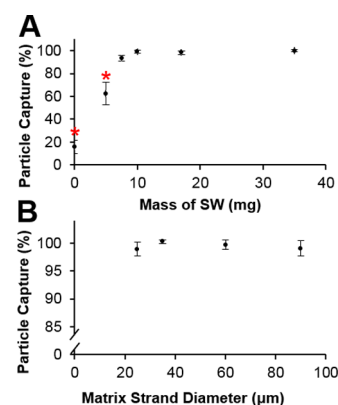 A
Particle Capture (%)
100
80
60
40
20
0
*
*
0 10 20 30 40
Mass of SW (mg)
B
Particle Capture (%)
100
95
90
85
0
0 20 40 60 80 100
Matrix Strand Diameter (µm)